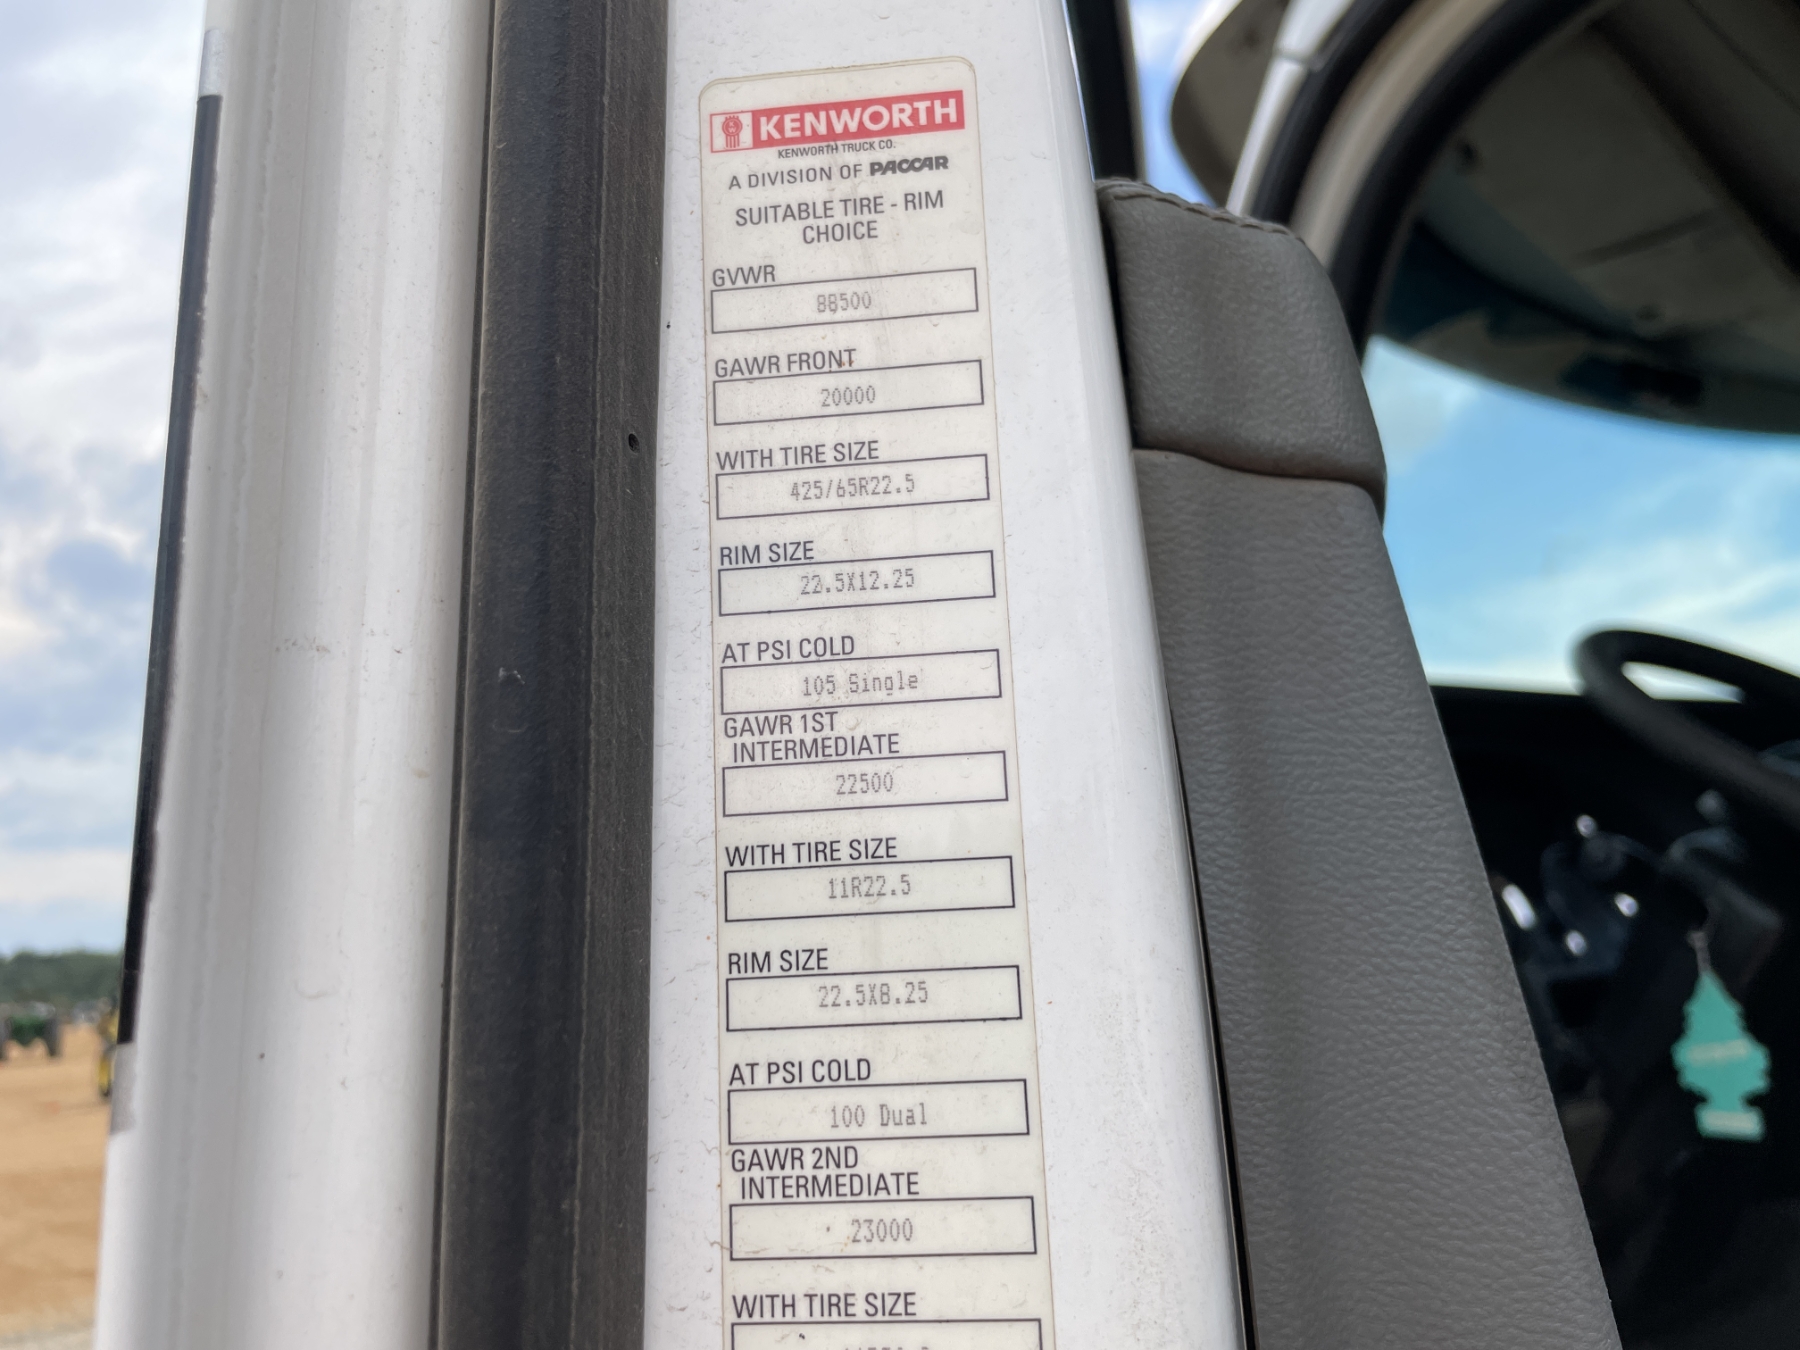 KENWORTH
KENWORTH TRUCK CO.
A DIVISION OF PACCAR
SUITABLE TIRE - RIM
CHOICE
GVWR
88500
GAWR FRONT
20000
WITH TIRE SIZE
425/65R22.5
RIM SIZE
22.5X12.25
AT PSI COLD
105 Single
GAWR 1ST
INTERMEDIATE
22500
WITH TIRE SIZE
11R22.5
RIM SIZE
22.5X8.25
AT PSI COLD
100 Dual
GAWR 2ND
INTERMEDIATE
23000
WITH TIRE SIZE